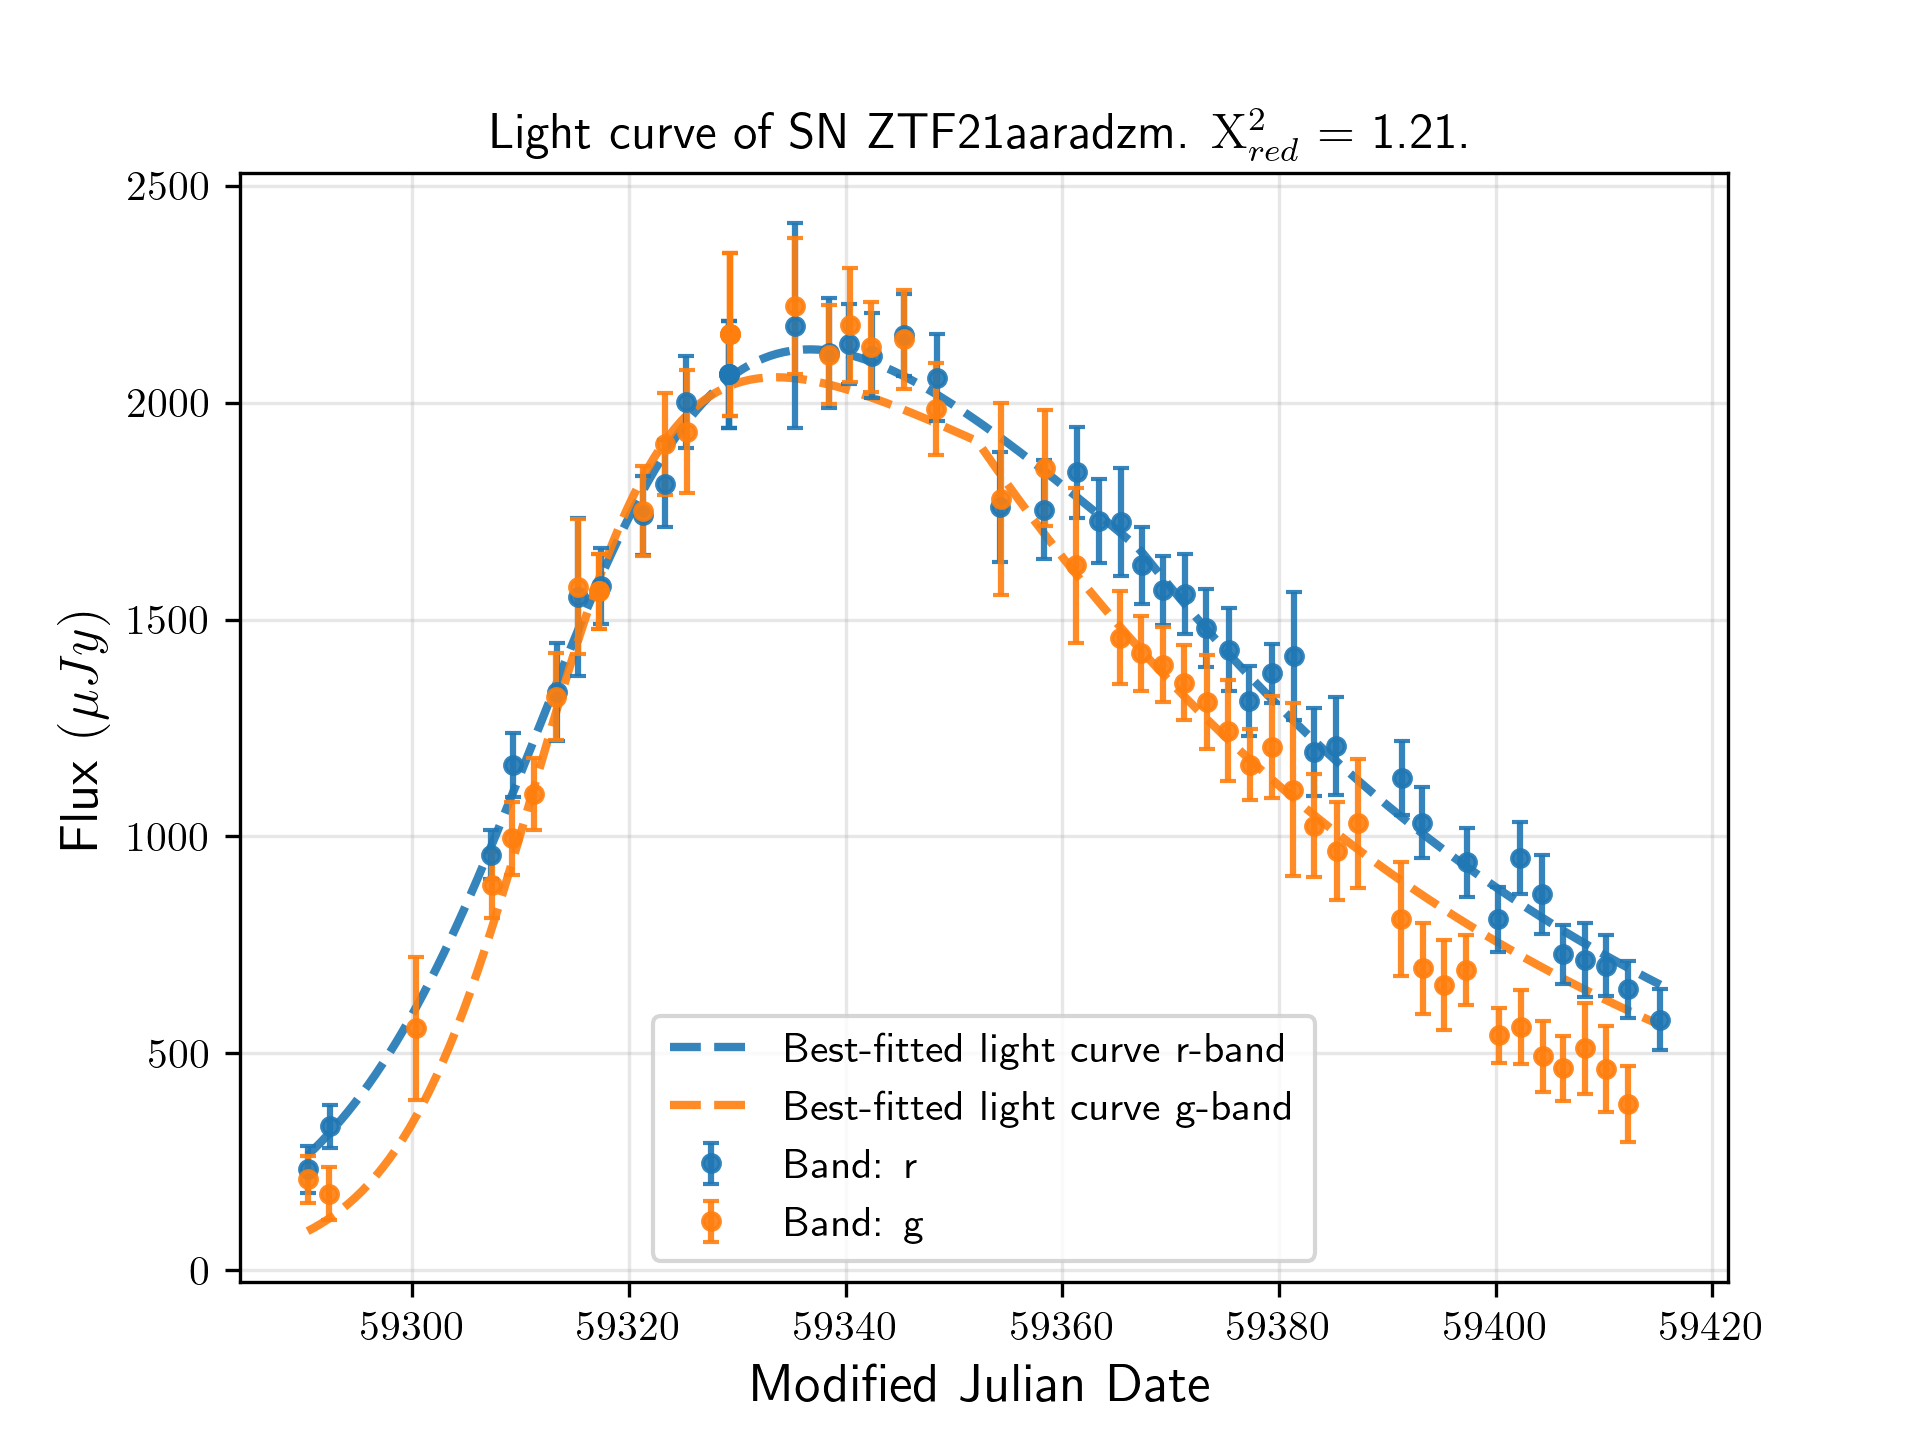 Light curve of SN ZTF21aaradzm. X²_red = 1.21.
2500
2000
1500
1000
500
0
Flux (μJy)
Best-fitted light curve r-band
Best-fitted light curve g-band
Band: r
Band: g
59300 59320 59340 59360 59380 59400 59420
Modified Julian Date